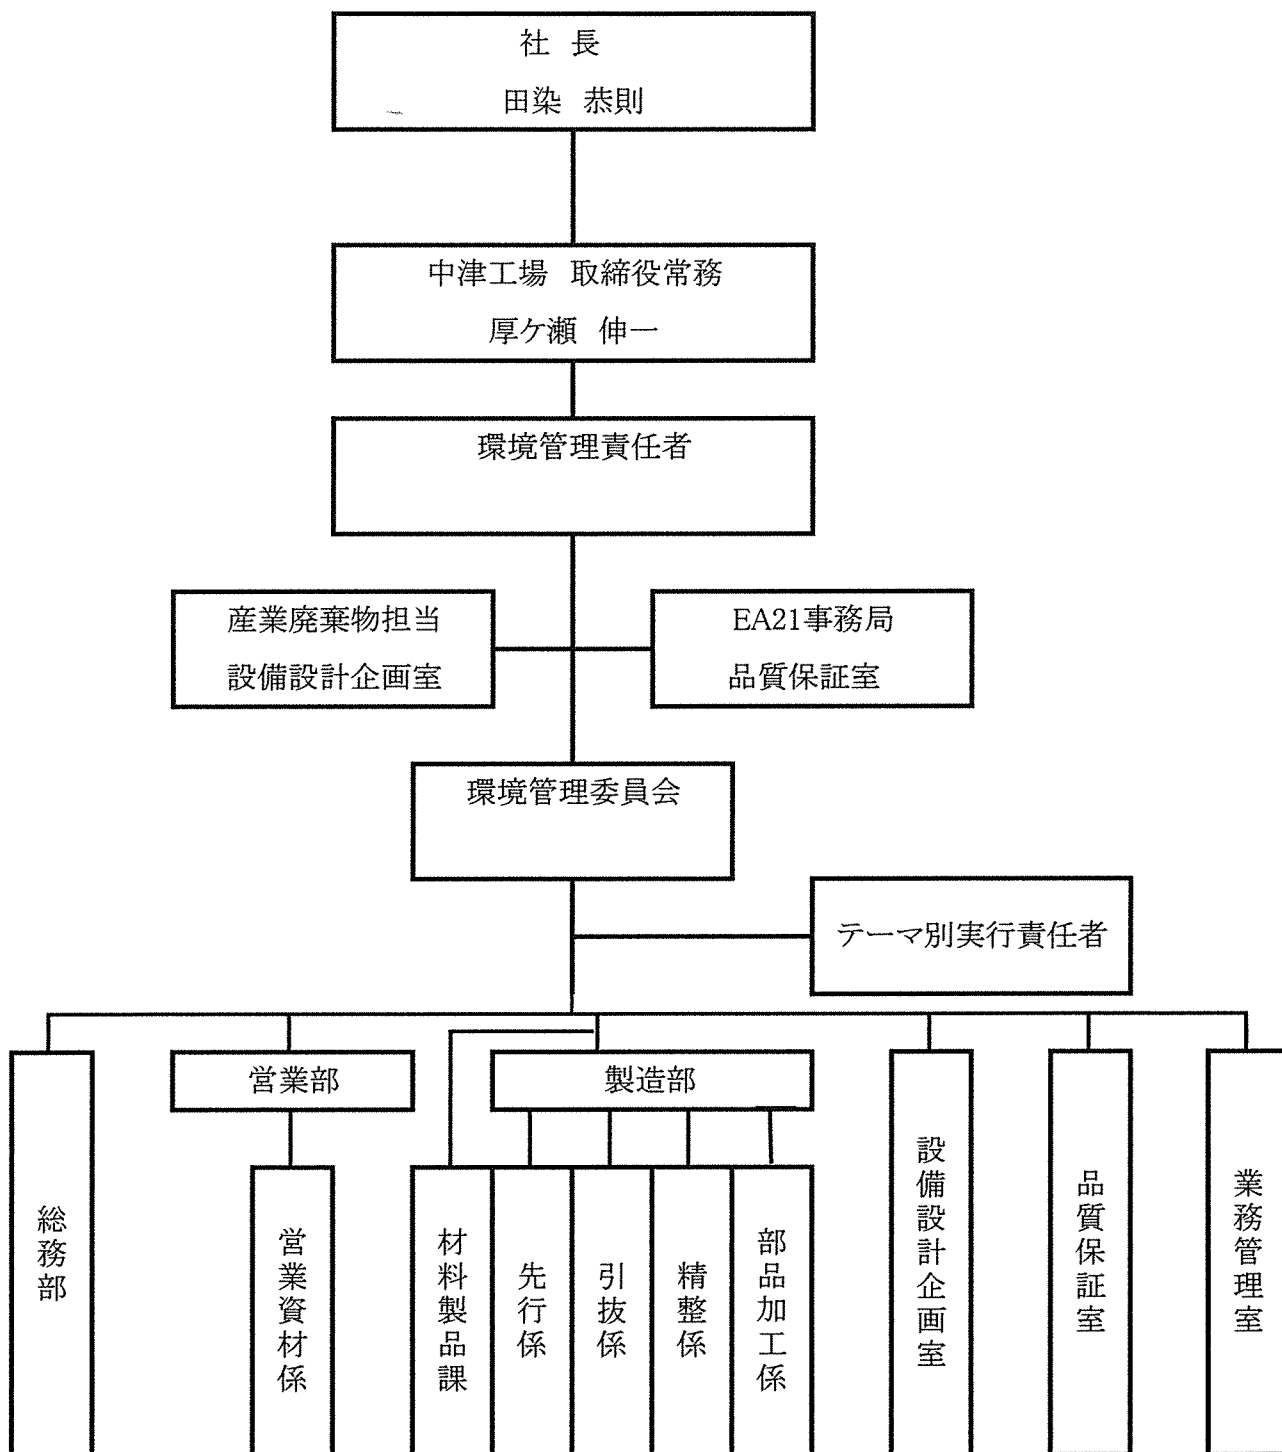 社 長
田染 恭則
中津工場 取締役常務
厚ケ瀬 伸一
環境管理責任者
産業廃棄物担当
設備設計企画室
EA21事務局
品質保証室
環境管理委員会
テーマ別実行責任者
営業部
製造部
総務部
営業資材係
材料製品課
先行係
引抜係
精整係
部品加工係
設備設計企画室
品質保証室
業務管理室